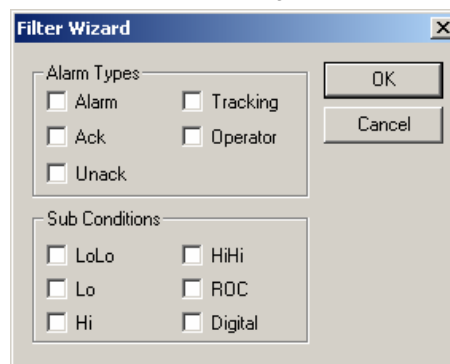 Filter Wizard
Alarm Types
Alarm
Tracking
Ack
Operator
Unack
OK
Cancel
Sub Conditions
LoLo
HiHi
Lo
ROC
Hi
Digital